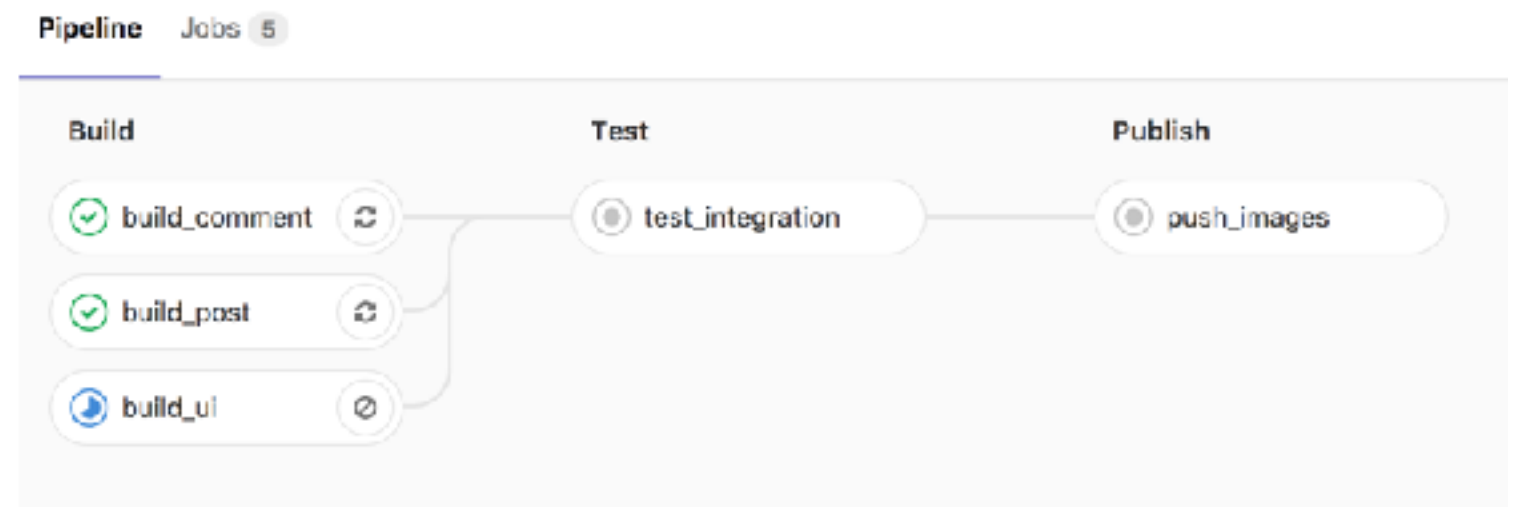 Pipeline Jobs 5
Build Test Publish
build_comment test_integration push_images
build_post
build_ui